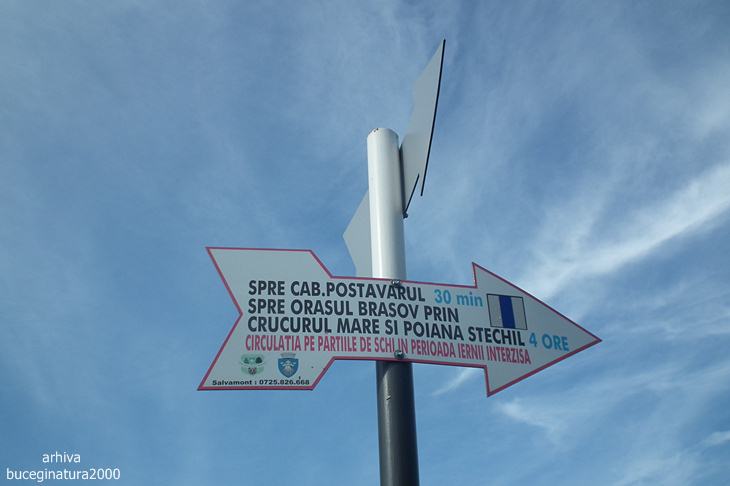 SPRE CAB.POSTAVARUL 30 min
SPRE ORASUL BRASOV PRIN
CRUCURUL MARE SI POIANA STECHIL 4 ORE
CIRCULATIA PE PARTIILE DE SCHI IN PERIOADA IERNII INTERZISA
Salvamont : 0725.826.668
arhiva
buceginatura2000